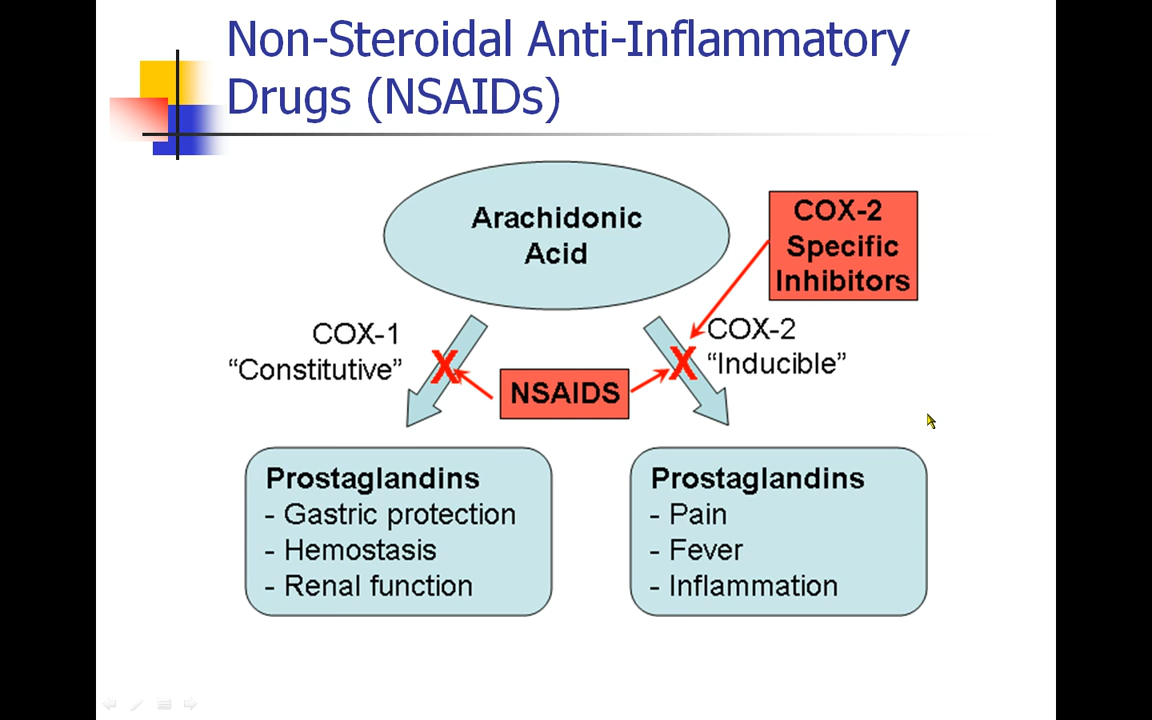 Non-Steroidal Anti-Inflammatory
Drugs (NSAIDs)
Arachidonic
Acid
COX-2
Specific
Inhibitors
COX-1
“Constitutive”
X
NSAIDS
X
COX-2
“Inducible”
Prostaglandins
- Gastric protection
- Hemostasis
- Renal function
Prostaglandins
- Pain
- Fever
- Inflammation